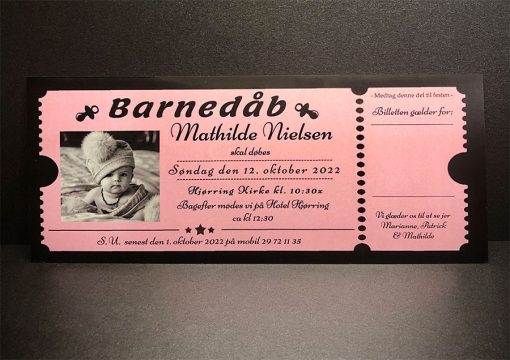 Barnedåb
Mathilde Nielsen
skal døbes
Søndag den 12. oktober 2022
Hjørring Kirke kl. 10:30x
Bagefter mødes vi på Hotel Hjørring
ca kl 12:30
S.U. senest den 1. oktober 2022 på mobil 29 72 11 35
- Medtag denne del til festen -
Billetten gælder for:
Vi glæder os til at se jer
Marianne, Patrick
& Mathilde